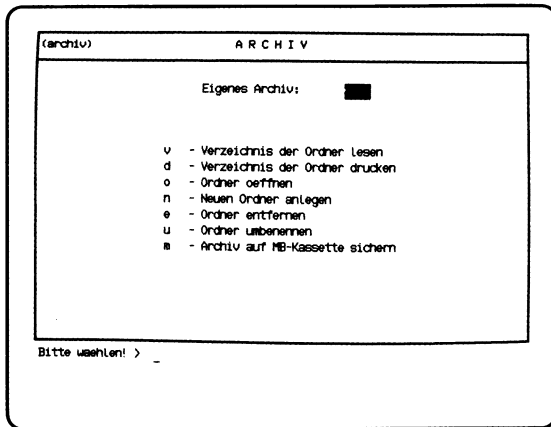 (archiv) A R C H I V
Eigenes Archiv:
v - Verzeichnis der Ordner lesen
d - Verzeichnis der Ordner drucken
o - Ordner oeffnen
n - Neuen Ordner anlegen
e - Ordner entfernen
u - Ordner umbenennen
m - Archiv auf MB-Kassette sichern
Bitte waehlen! > _